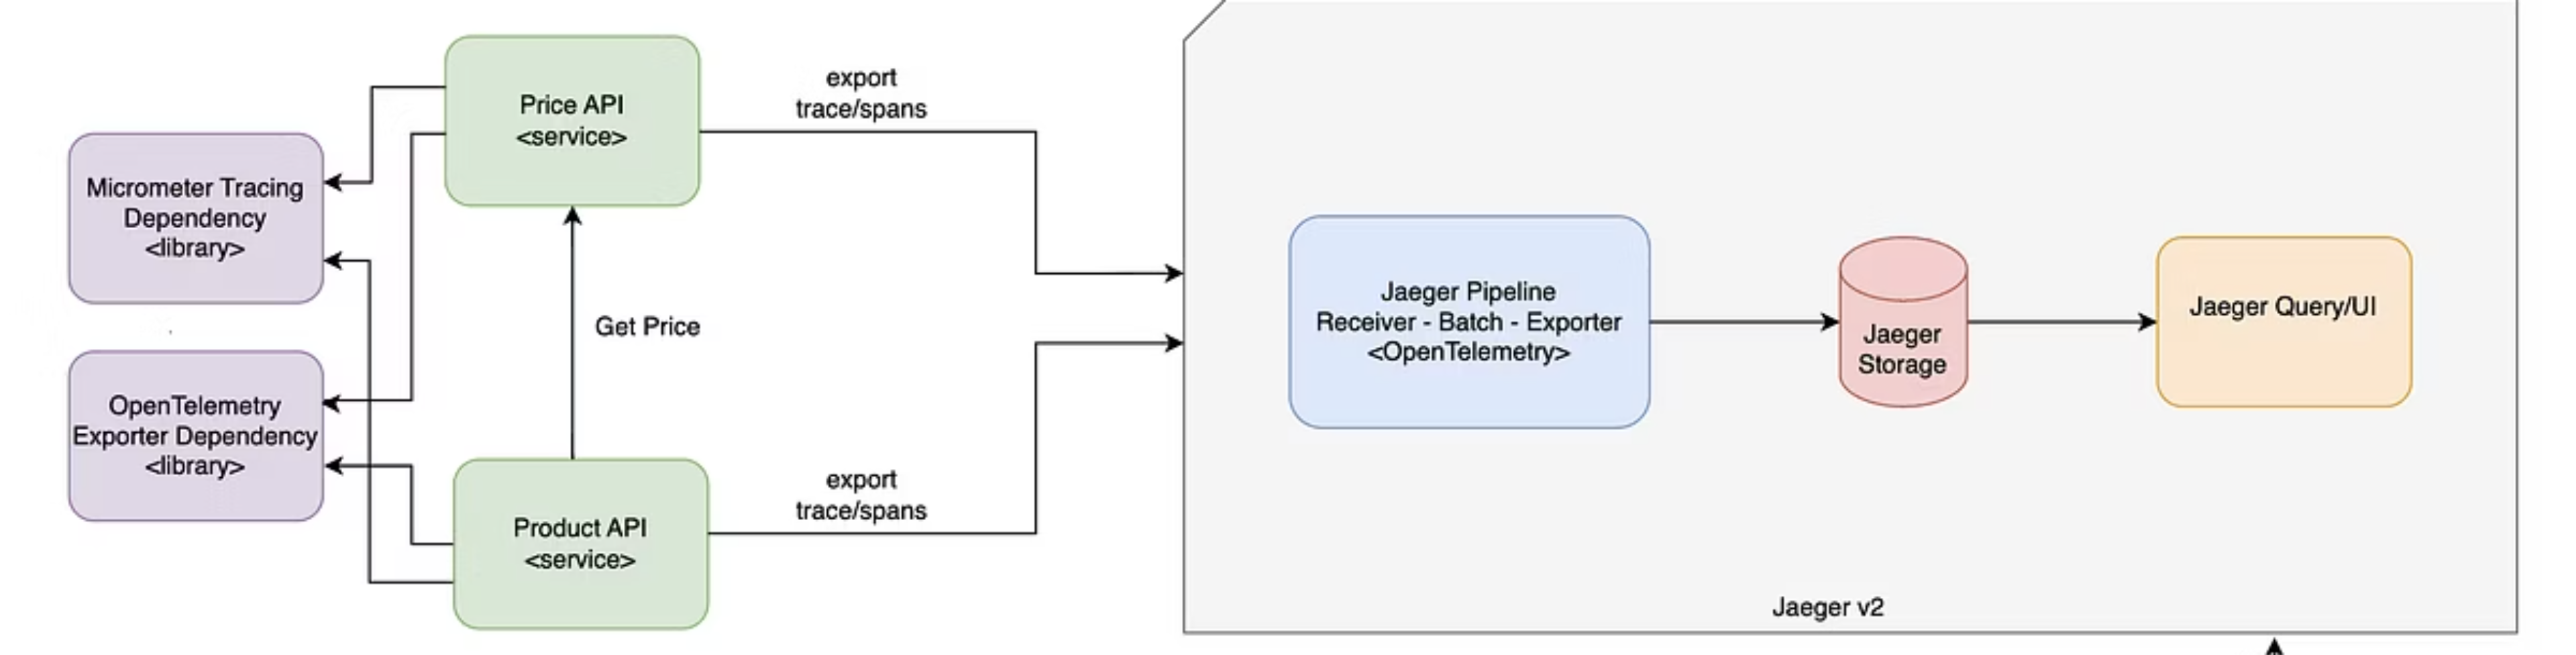 Price API
<service>
export
trace/spans
Micrometer Tracing
Dependency
<library>
Get Price
OpenTelemetry
Exporter Dependency
<library>
Product API
<service>
export
trace/spans
Jaeger Pipeline
Receiver - Batch - Exporter
<OpenTelemetry>
Jaeger
Storage
Jaeger Query/UI
Jaeger v2